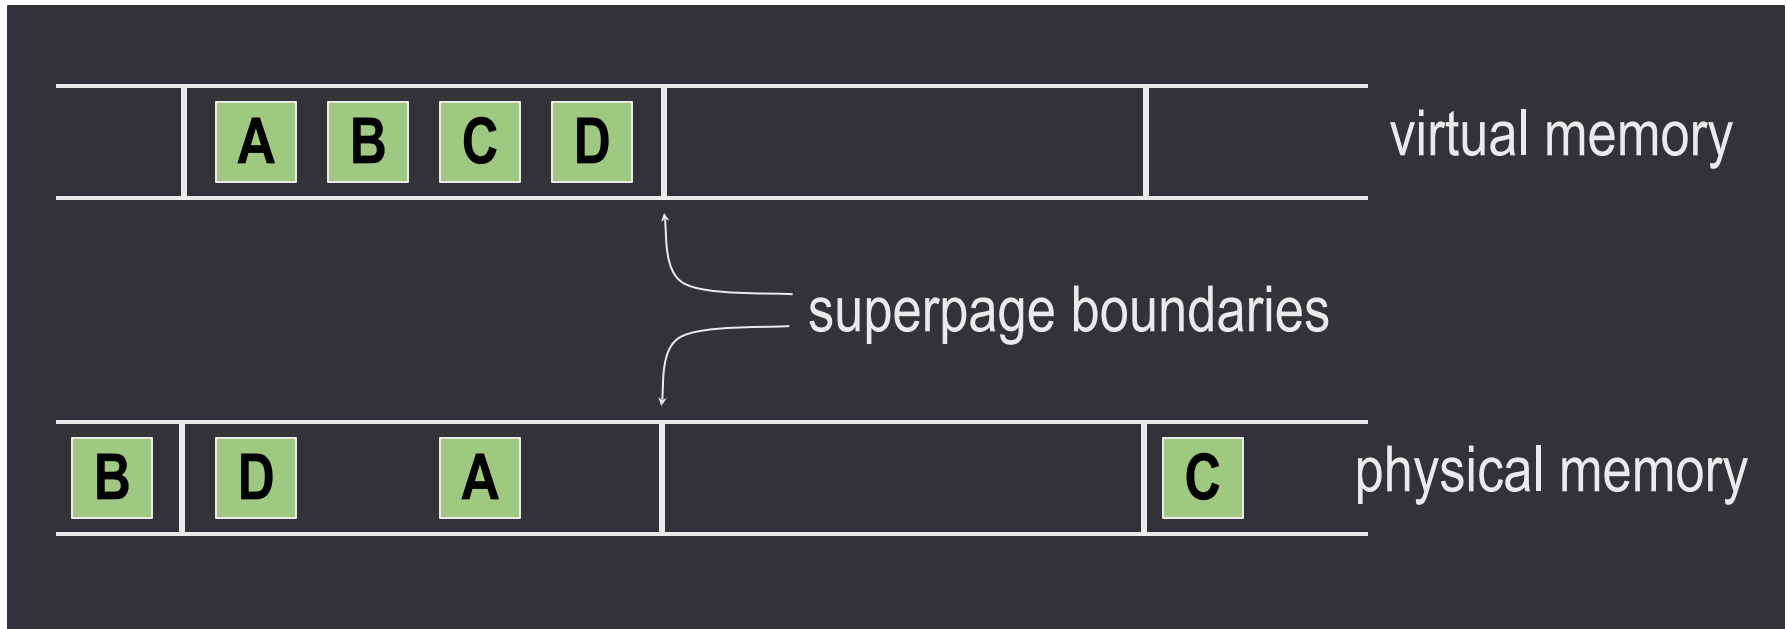 A B C D virtual memory
superpage boundaries
B D A C physical memory